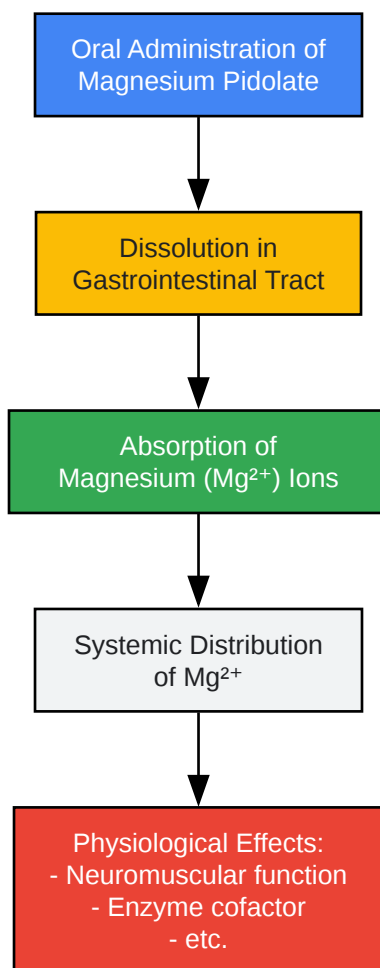 Oral Administration of
Magnesium Pidolate
Dissolution in
Gastrointestinal Tract
Absorption of
Magnesium (Mg²⁺) Ions
Systemic Distribution
of Mg²⁺
Physiological Effects:
- Neuromuscular function
- Enzyme cofactor
- etc.